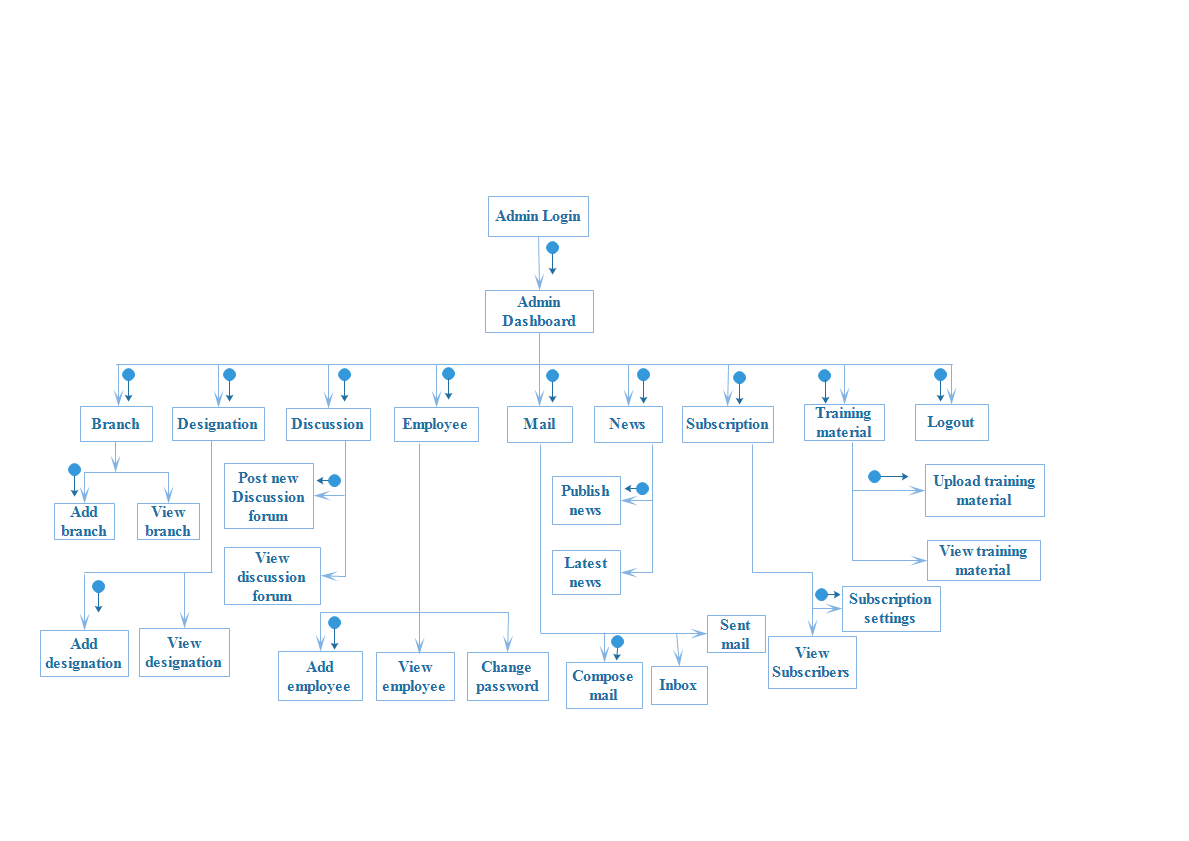 Admin Login
Admin
Dashboard
Branch
Designation
Discussion
Employee
Mail
News
Subscription
Training
material
Logout
Add
branch
View
branch
Post new
Discussion
forum
View
discussion
forum
Publish
news
Latest
news
Upload training
material
View training
material
Subscription
settings
View
Subscribers
Add
designation
View
designation
Add
employee
View
employee
Change
password
Compose
mail
Inbox
Sent
mail